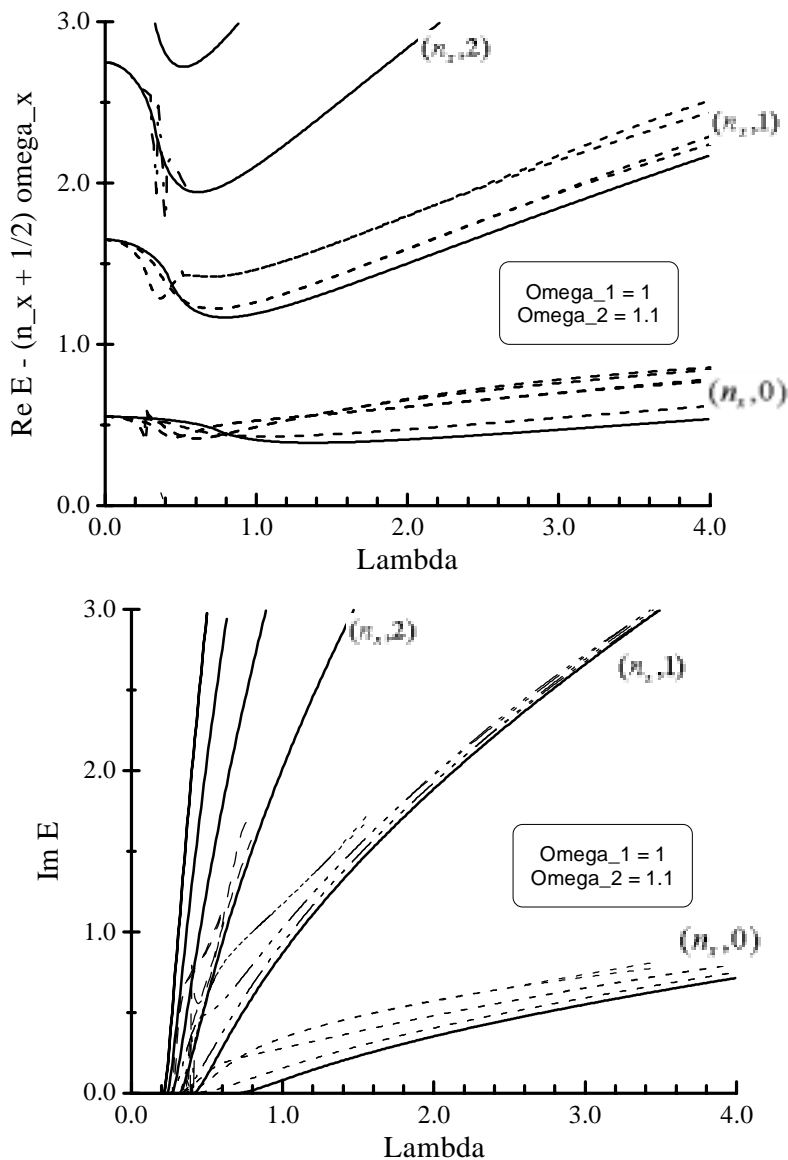 3.0
(n_x,2)
Re E - (n_x + 1/2) omega_x
(n_x,1)
2.0
Omega_1 = 1
Omega_2 = 1.1
1.0
(n_x,0)
0.0
0.0 1.0 2.0 3.0 4.0
Lambda
3.0
(n_x,2)
(n_x,1)
2.0
Im E
Omega_1 = 1
Omega_2 = 1.1
1.0
(n_x,0)
0.0
0.0 1.0 2.0 3.0 4.0
Lambda